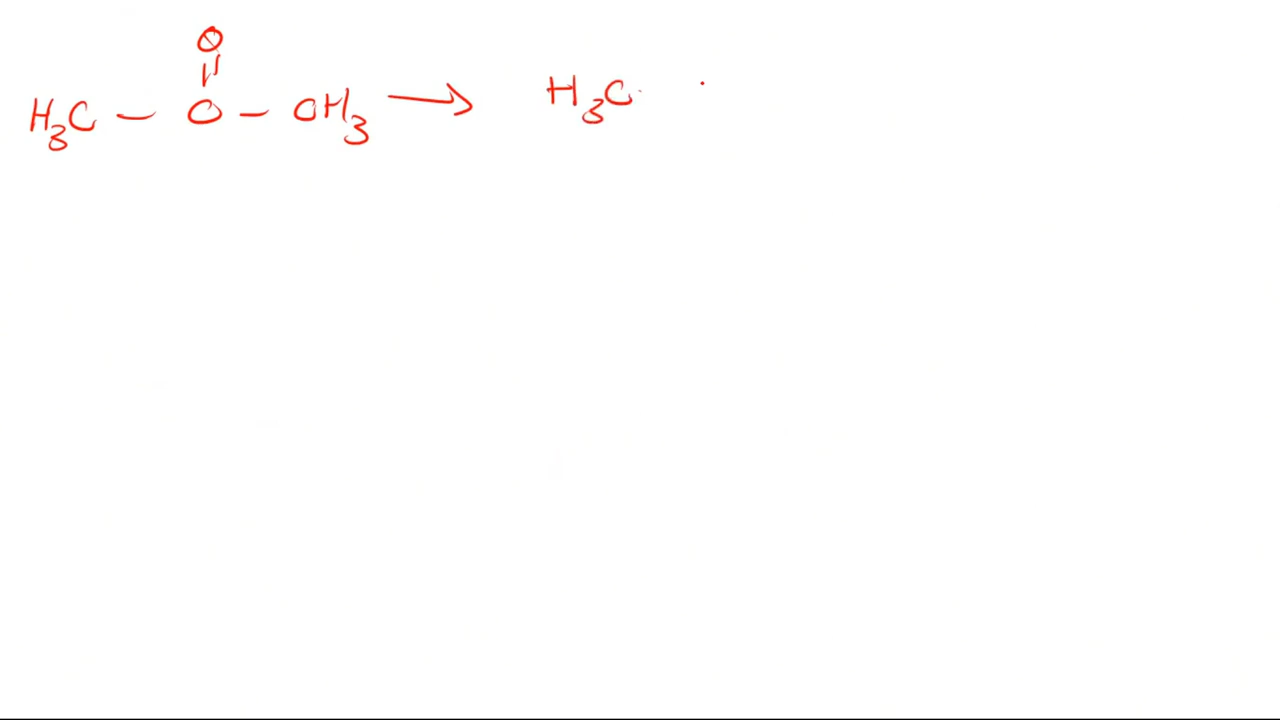 O
||
H₃C – C – CH₃ → H₃C